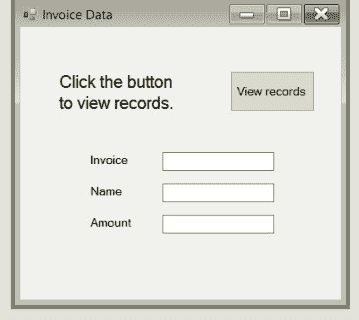 Invoice Data
Click the button
to view records.
View records
Invoice
Name
Amount